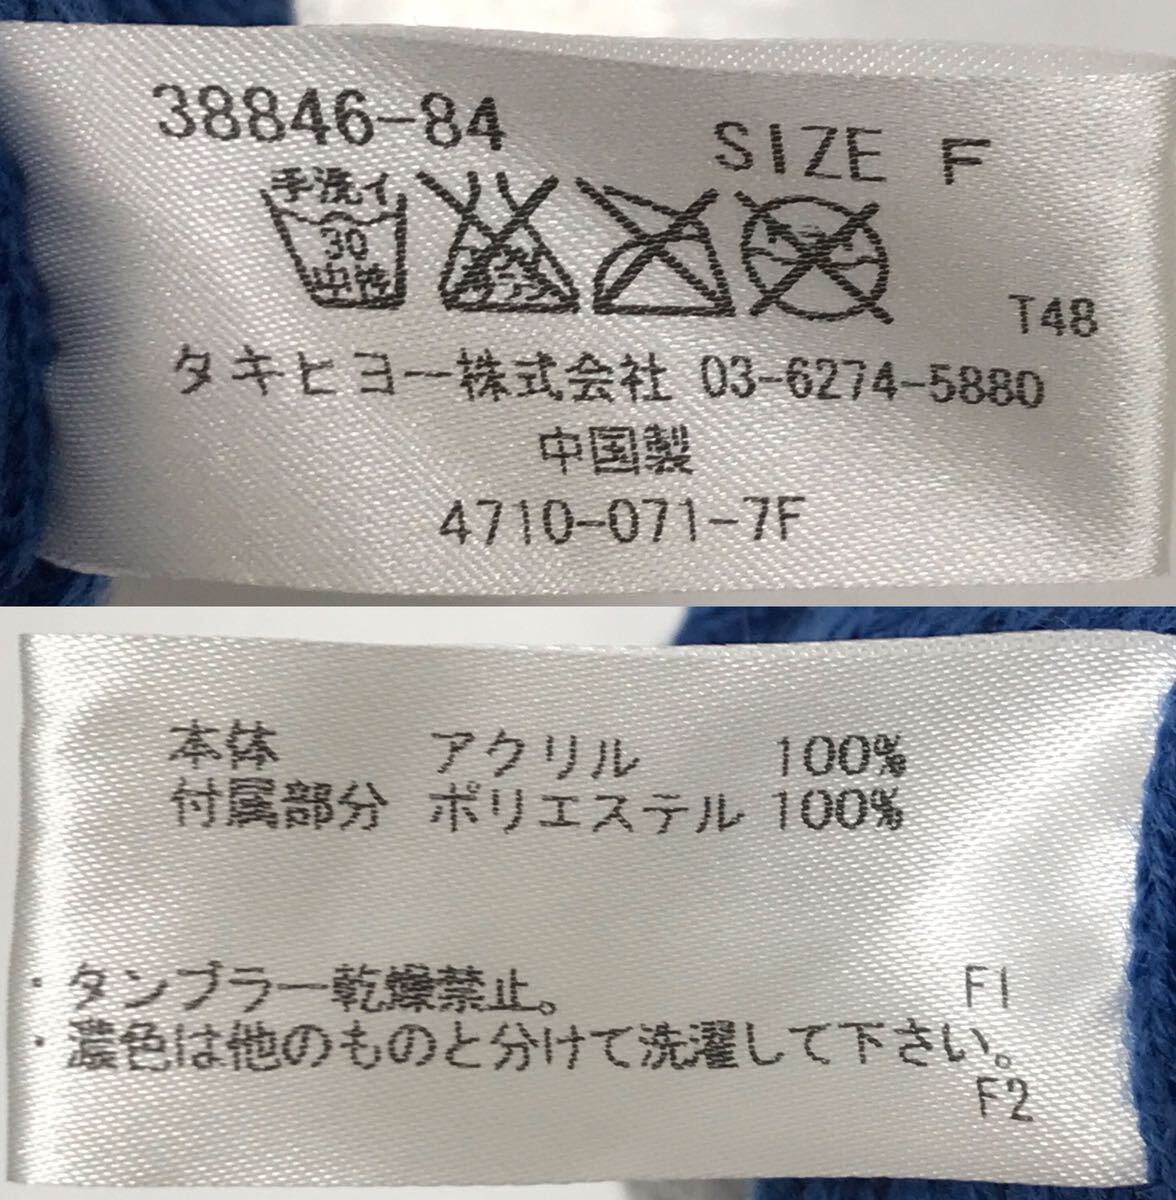 38846-84
SIZE F
手洗イ
30
中性
T48
タキヒヨー株式会社 03-6274-5880
中国製
4710-071-7F
本体 アクリル 100%
付属部分 ポリエステル 100%
・タンブラー乾燥禁止。
F1
・濃色は他のものと分けて洗濯して下さい。
F2